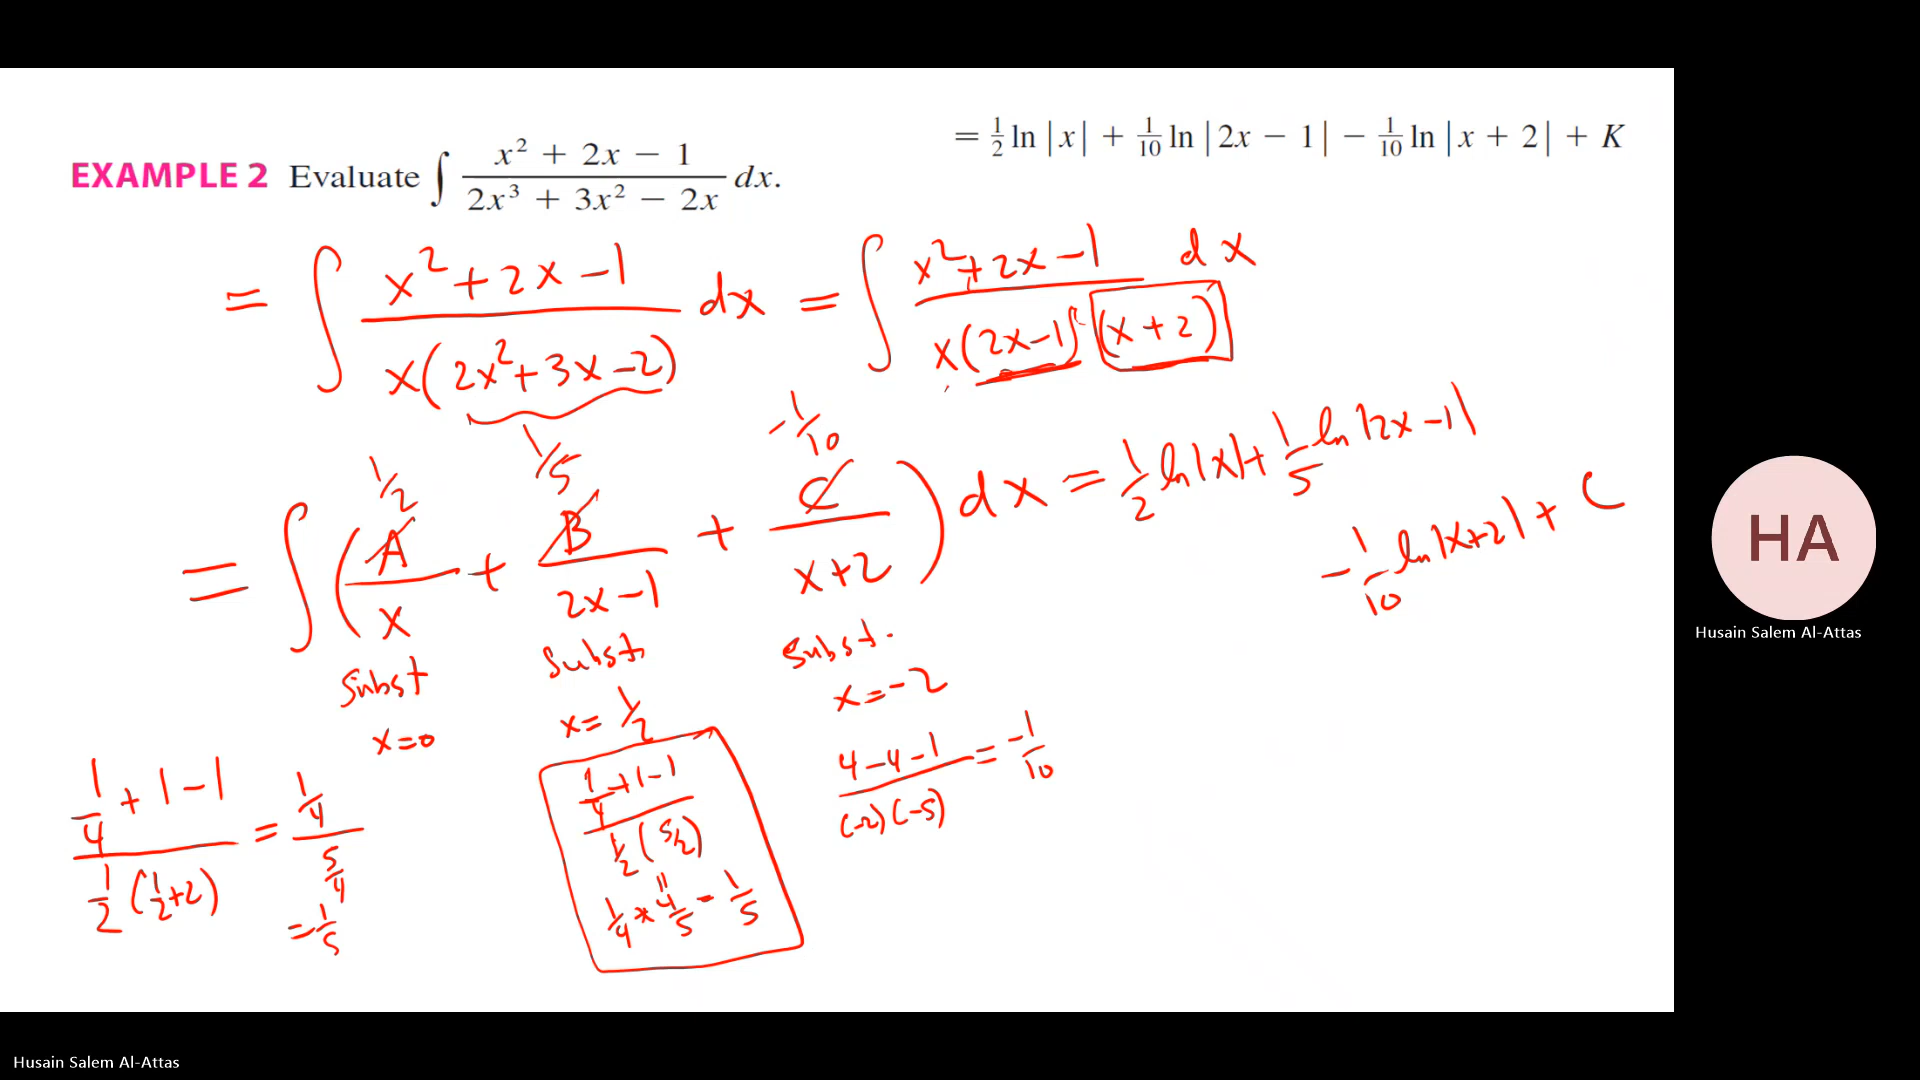 = 1/2 ln |x| + 1/10 ln |2x − 1| − 1/10 ln |x + 2| + K
EXAMPLE 2 Evaluate ∫ (x² + 2x − 1)/(2x³ + 3x² − 2x) dx.
= ∫ (x²+2x−1)/(x(2x²+3x−2)) dx = ∫ (x²+2x−1)/(x(2x−1)(x+2)) dx
1/2 1/5 −1/10
= ∫ (A/x + B/(2x−1) + C/(x+2)) dx = 1/2 ln|x| + 1/5 ln|2x−1|
−1/10 ln|x+2| + C
Subst Subst. Subst.
x=0 x=1/2 x=−2
(1/4+1−1)/(1/2(1/2+2)) = (1/4)/(5/4)
=1/5
(1/4+1−1)/(1/2(5/2))
=
1/4 * 4/5 = 1/5
(4−4−1)/((−2)(−5)) = −1/10
HA
Husain Salem Al-Attas
Husain Salem Al-Attas